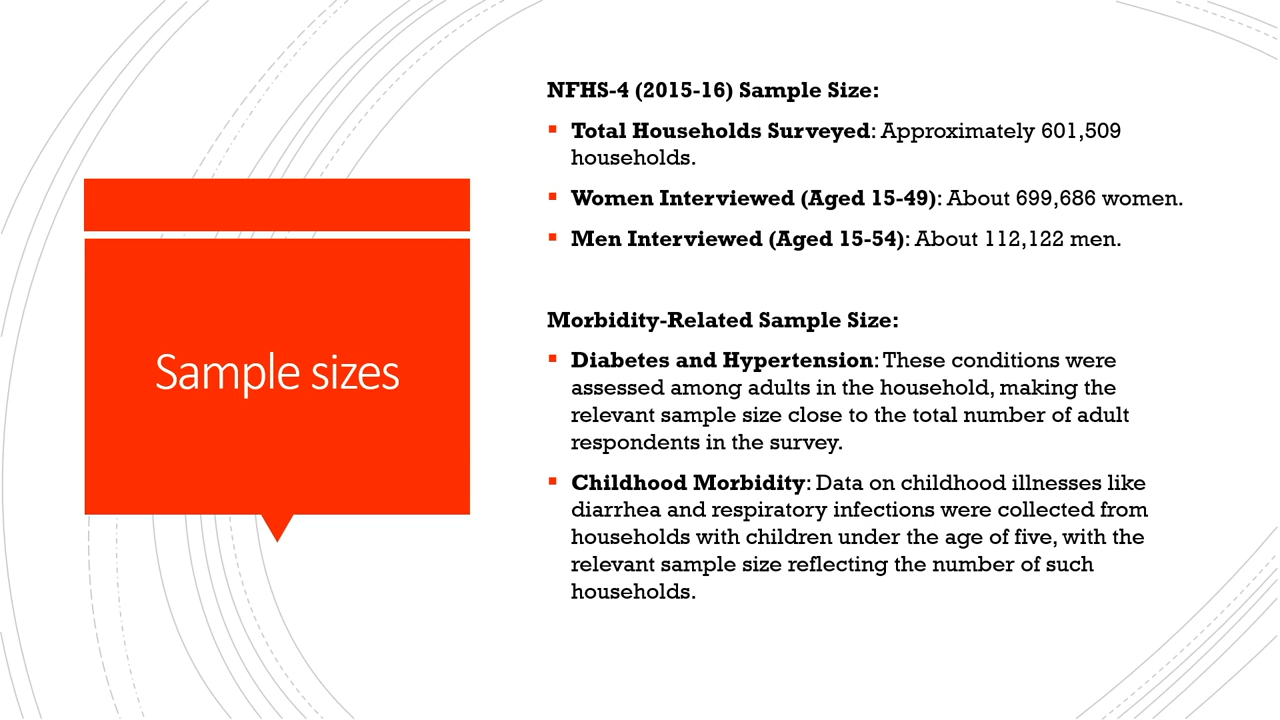 Sample sizes
NFHS-4 (2015-16) Sample Size:
▪ Total Households Surveyed: Approximately 601,509
households.
▪ Women Interviewed (Aged 15-49): About 699,686 women.
▪ Men Interviewed (Aged 15-54): About 112,122 men.
Morbidity-Related Sample Size:
▪ Diabetes and Hypertension: These conditions were
assessed among adults in the household, making the
relevant sample size close to the total number of adult
respondents in the survey.
▪ Childhood Morbidity: Data on childhood illnesses like
diarrhea and respiratory infections were collected from
households with children under the age of five, with the
relevant sample size reflecting the number of such
households.